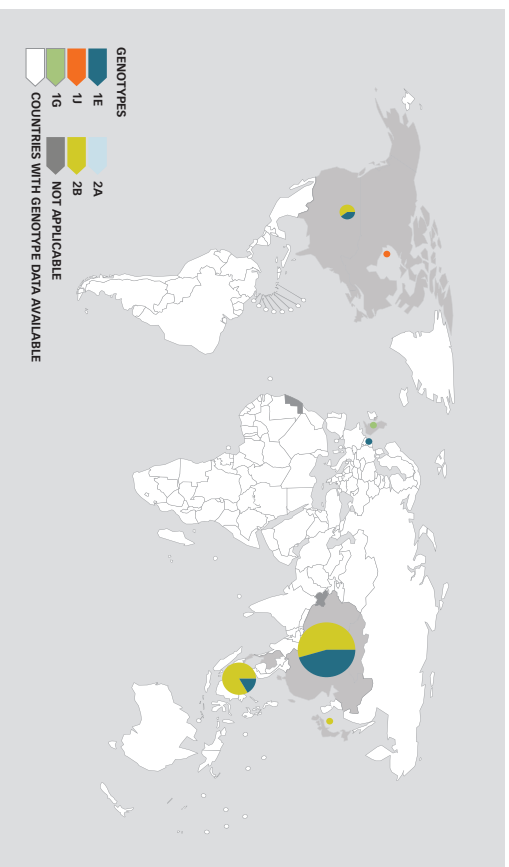 GENOTYPES
1E
2A
1J
2B
1G
NOT APPLICABLE
COUNTRIES WITH GENOTYPE DATA AVAILABLE